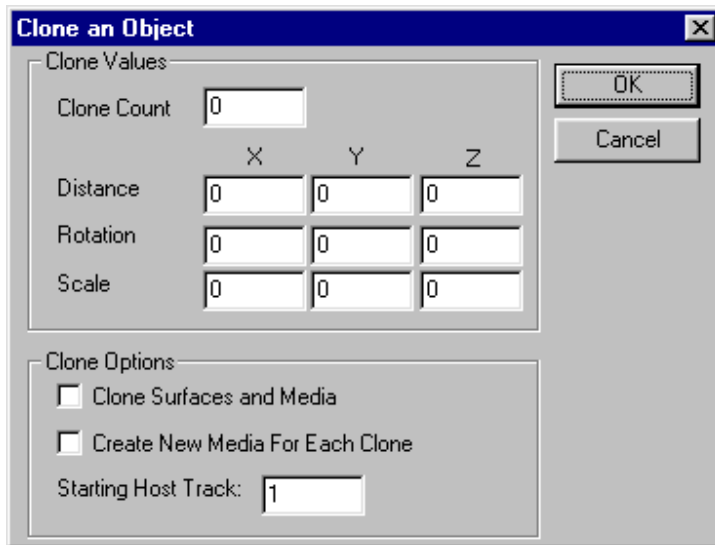 Clone an Object
Clone Values
OK
Clone Count 0
Cancel
X Y Z
Distance 0 0 0
Rotation 0 0 0
Scale 0 0 0
Clone Options
Clone Surfaces and Media
Create New Media For Each Clone
Starting Host Track: 1